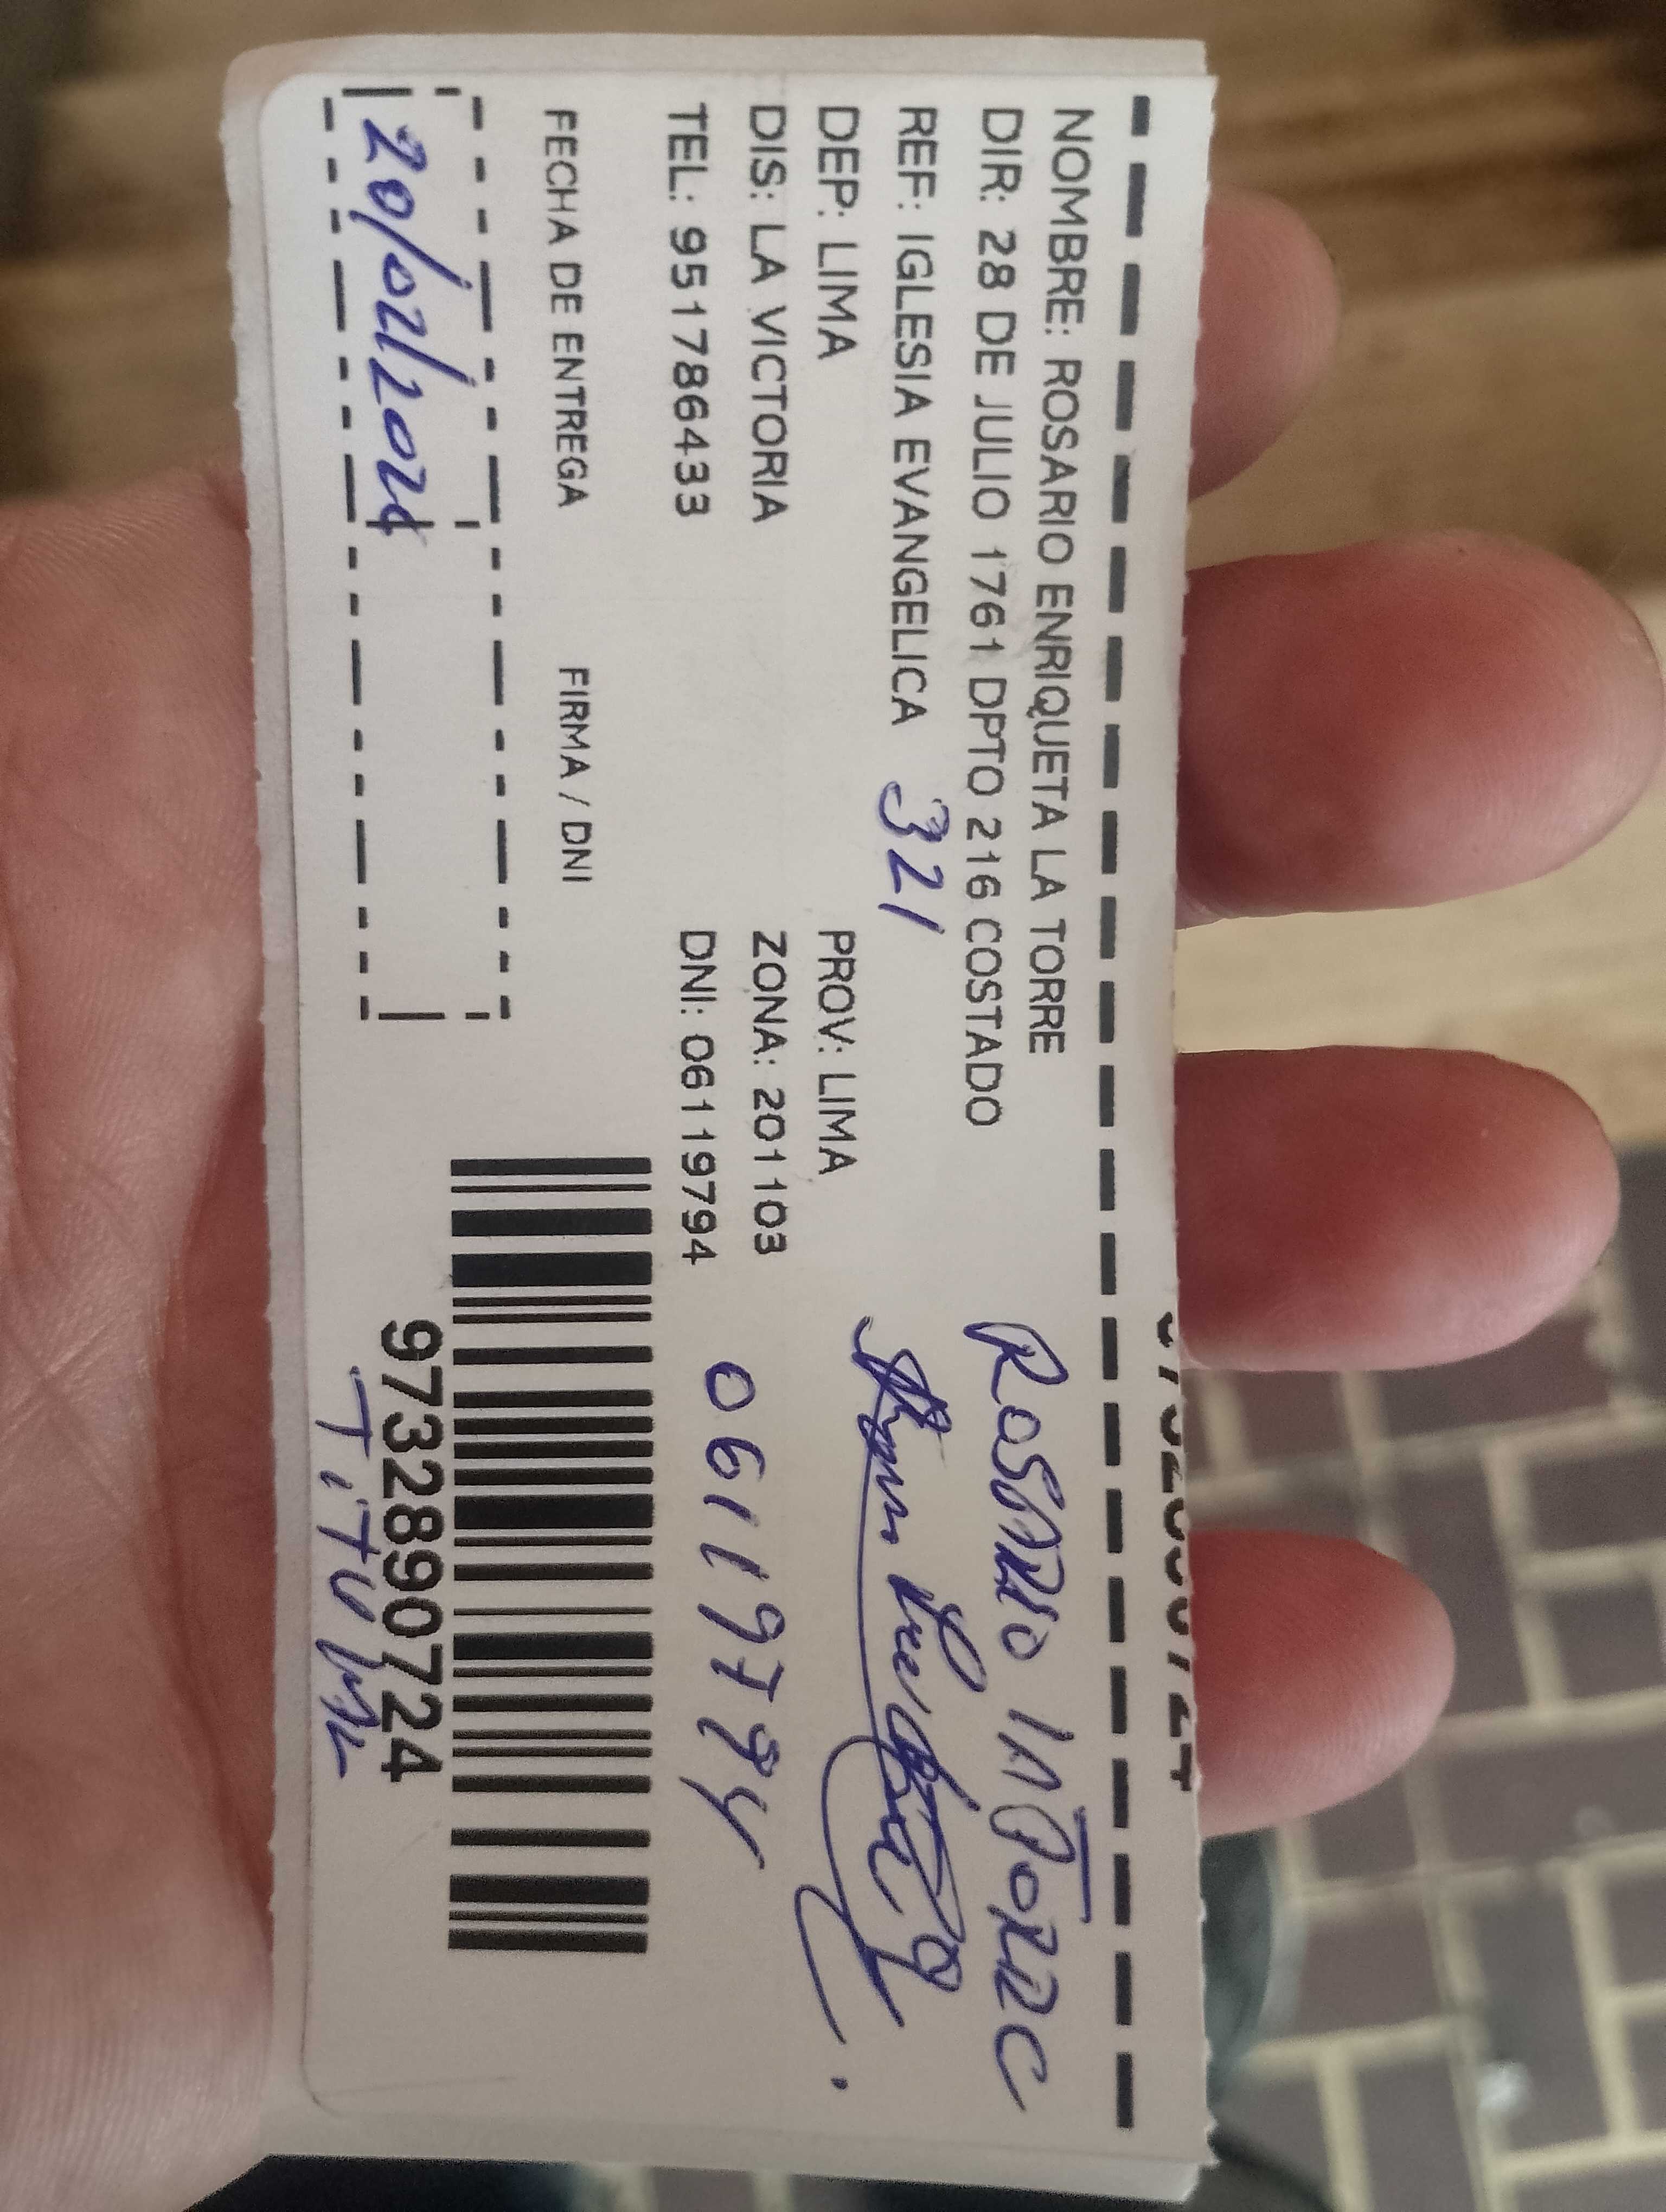 NOMBRE: ROSARIO ENRIQUETA LA TORRE
DIR: 28 DE JULIO 1761 DPTO 216 COSTADO
REF: IGLESIA EVANGELICA 321
DEP: LIMA PROV: LIMA
DIS: LA VICTORIA ZONA: 201103
TEL: 951786433 DNI: 06119794
ROSARIO LA TORRE
06119794
FECHA DE ENTREGA FIRMA / DNI
20/02/2024
9732890724
TITULAR